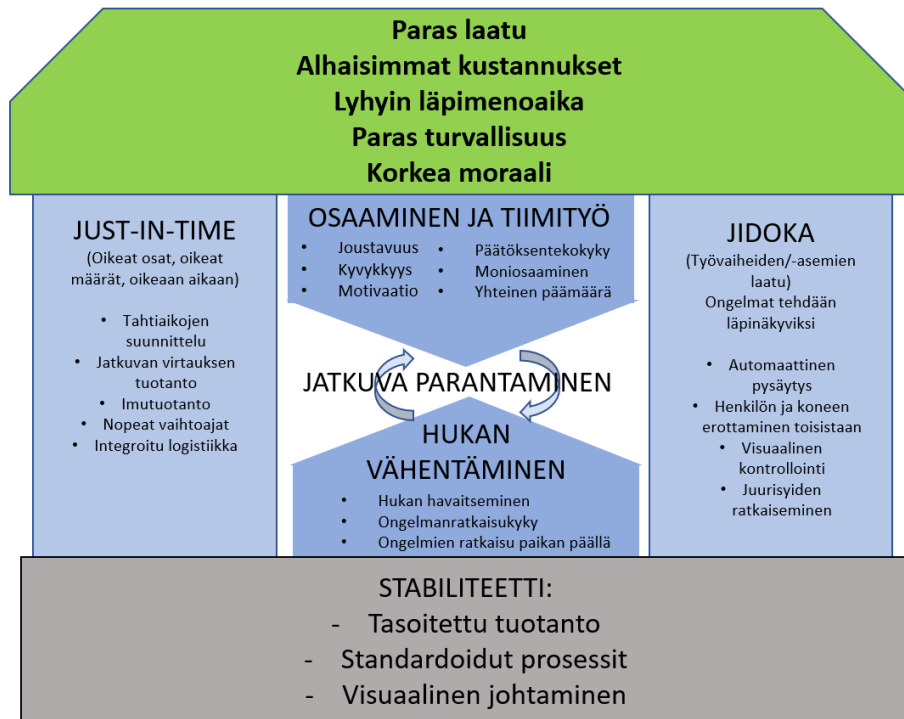 Paras laatu
Alhaisimmat kustannukset
Lyhyin läpimenoaika
Paras turvallisuus
Korkea moraali
JUST-IN-TIME
(Oikeat osat, oikeat
määrät, oikeaan aikaan)
• Tahtiaikojen
suunnittelu
• Jatkuvan virtauksen
tuotanto
• Imutuotanto
• Nopeat vaihtoajat
• Integroitu logistiikka
OSAAMINEN JA TIIMITYÖ
• Joustavuus
• Kyvykkyys
• Motivaatio
• Päätöksentekokyky
• Moniosaaminen
• Yhteinen päämäärä
JATKUVA PARANTAMINEN
HUKAN
VÄHENTÄMINEN
• Hukan havaitseminen
• Ongelmanratkaisukyky
• Ongelmien ratkaisu paikan päällä
JIDOKA
(Työvaiheiden/-asemien
laatu)
Ongelmat tehdään
läpinäkyviksi
• Automaattinen
pysäytys
• Henkilön ja koneen
erottaminen toisistaan
• Visuaalinen
kontrollointi
• Juurisyiden
ratkaiseminen
STABILITEETTI:
- Tasoitettu tuotanto
- Standardoidut prosessit
- Visuaalinen johtaminen